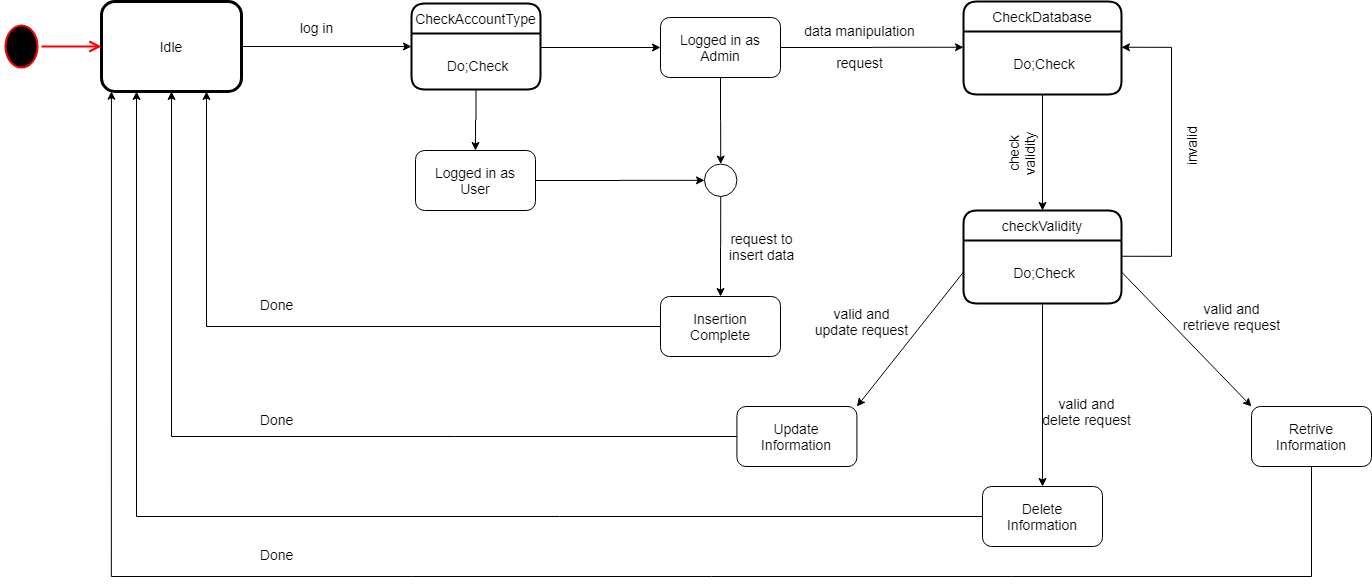 Idle
log in
CheckAccountType
Do;Check
Logged in as
Admin
data manipulation
request
CheckDatabase
Do;Check
Logged in as
User
check
validity
invalid
request to
insert data
checkValidity
Do;Check
Done
Insertion
Complete
valid and
update request
valid and
retrieve request
Done
Update
Information
valid and
delete request
Retrive
Information
Delete
Information
Done